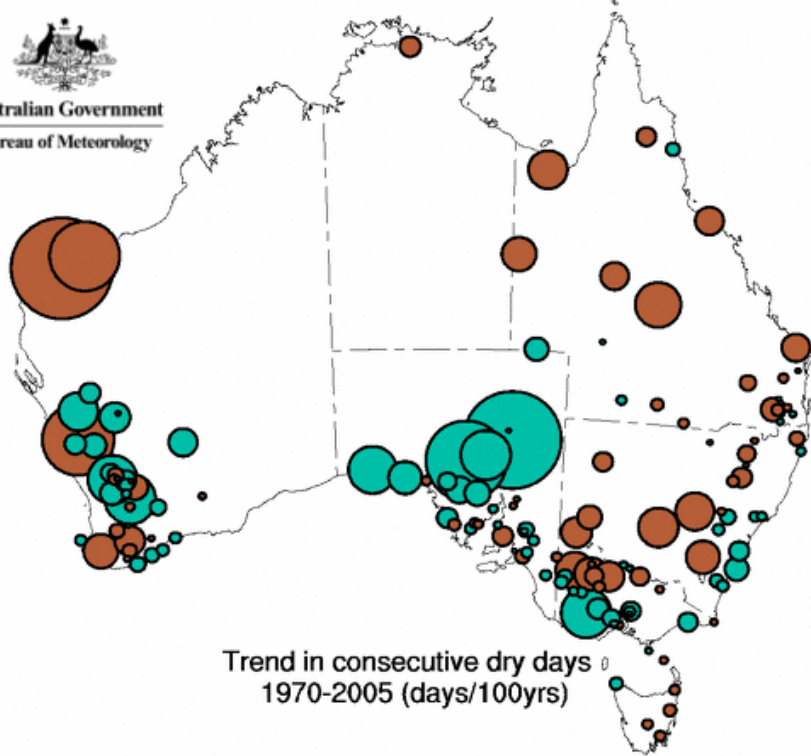 tralian Government
reau of Meteorology
Trend in consecutive dry days
1970-2005 (days/100yrs)